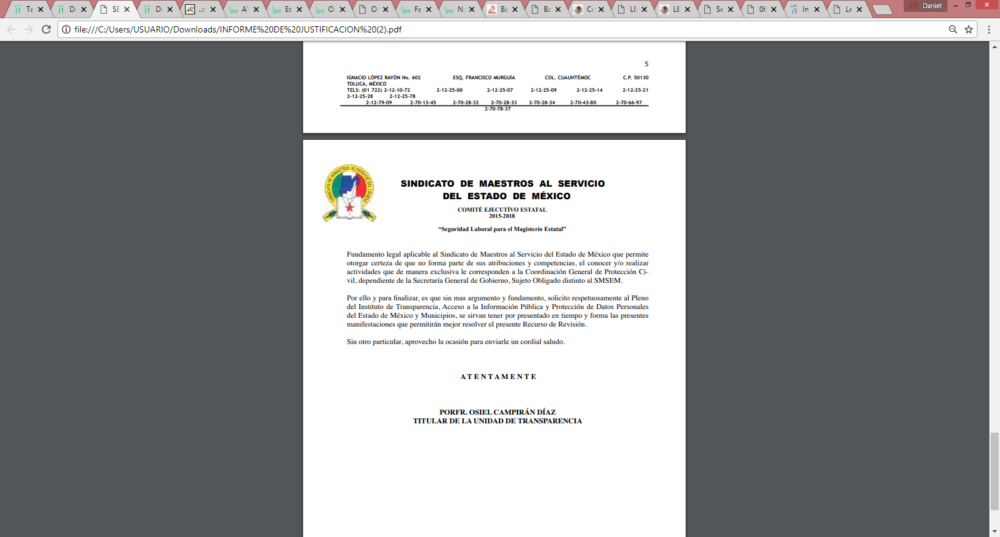 Ta
De
SE
De
..::
AY
Es
Or
O
Fa
No
Ba
Ba
Co
LI
LE
Se
06
In
Le
Daniel
file:///C:/Users/USUARIO/Downloads/INFORME%20DE%20JUSTIFICACION%20(2).pdf
5
IGNACIO LÓPEZ RAYÓN No. 602 ESQ. FRANCISCO MURGUÍA COL. CUAUHTÉMOC C.P. 50130
TOLUCA, MÉXICO
TELS: (01 722) 2-12-10-72 2-12-25-00 2-12-25-07 2-12-25-09 2-12-25-14 2-12-25-21
2-12-25-28 2-12-25-78
2-12-79-09 2-70-13-45 2-70-28-32 2-70-28-33 2-70-28-34 2-70-43-80 2-70-66-97
2-70-78-37
SINDICATO DE MAESTROS AL SERVICIO DEL ESTADO
SINDICATO DE MAESTROS AL SERVICIO
DEL ESTADO DE MÉXICO
COMITÉ EJECUTÍVO ESTATAL
2015-2018
“Seguridad Laboral para el Magisterio Estatal”
Fundamento legal aplicable al Sindicato de Maestros al Servicio del Estado de México que permite
otorgar certeza de que no forma parte de sus atribuciones y competencias, el conocer y/o realizar
actividades que de manera exclusiva le corresponden a la Coordinación General de Protección Ci-
vil, dependiente de la Secretaría General de Gobierno, Sujeto Obligado distinto al SMSEM.
Por ello y para finalizar, es que sin mas argumento y fundamento, solicito respetuosamente al Pleno
del Instituto de Transparencia, Acceso a la Información Pública y Protección de Datos Personales
del Estado de México y Municipios, se sirvan tener por presentado en tiempo y forma las presentes
manifestaciones que permitirán mejor resolver el presente Recurso de Revisión.
Sin otro particular, aprovecho la ocasión para enviarle un cordial saludo.
A T E N T A M E N T E
PORFR. OSIEL CAMPIRÁN DÍAZ
TITULAR DE LA UNIDAD DE TRANSPARENCIA